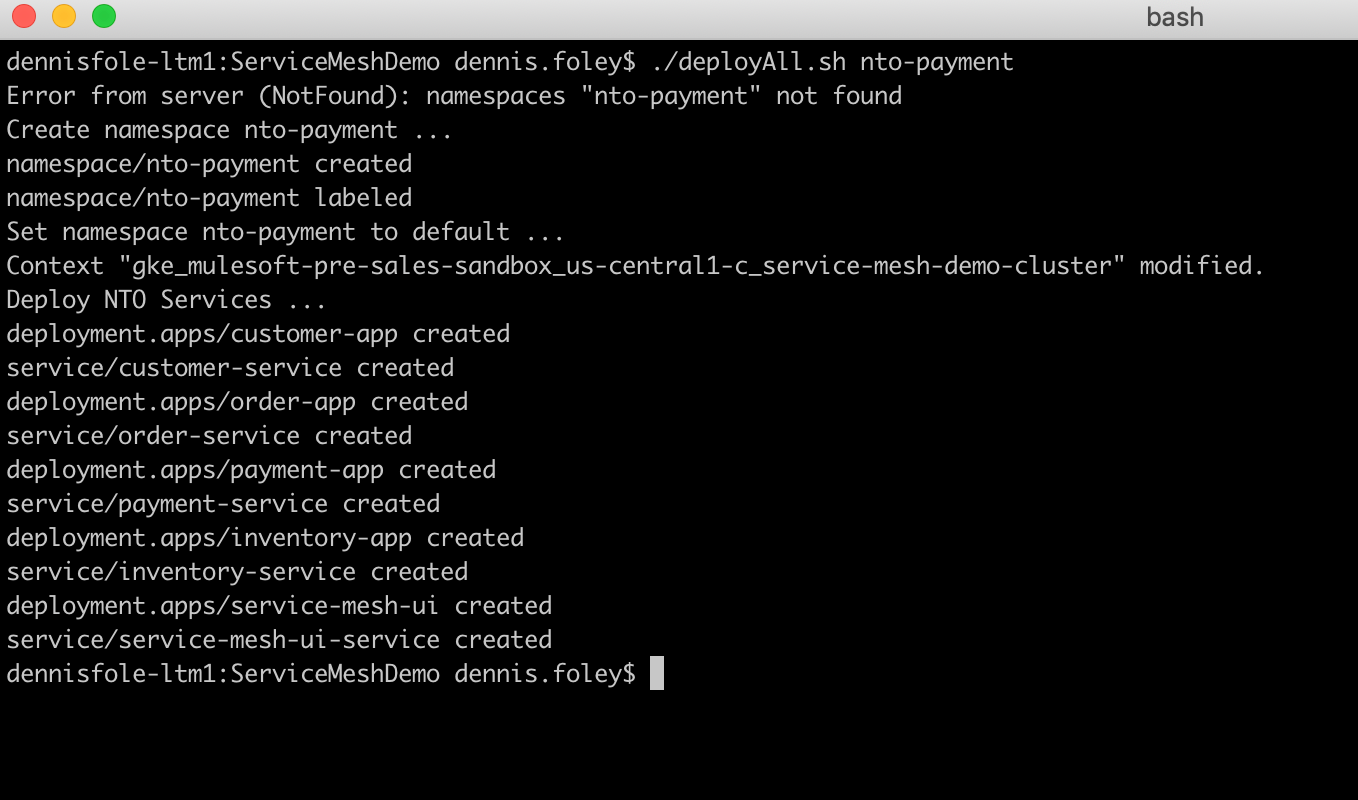 bash
dennisfole-ltm1:ServiceMeshDemo dennis.foley$ ./deployAll.sh nto-payment
Error from server (NotFound): namespaces "nto-payment" not found
Create namespace nto-payment ...
namespace/nto-payment created
namespace/nto-payment labeled
Set namespace nto-payment to default ...
Context "gke_mulesoft-pre-sales-sandbox_us-central1-c_service-mesh-demo-cluster" modified.
Deploy NTO Services ...
deployment.apps/customer-app created
service/customer-service created
deployment.apps/order-app created
service/order-service created
deployment.apps/payment-app created
service/payment-service created
deployment.apps/inventory-app created
service/inventory-service created
deployment.apps/service-mesh-ui created
service/service-mesh-ui-service created
dennisfole-ltm1:ServiceMeshDemo dennis.foley$